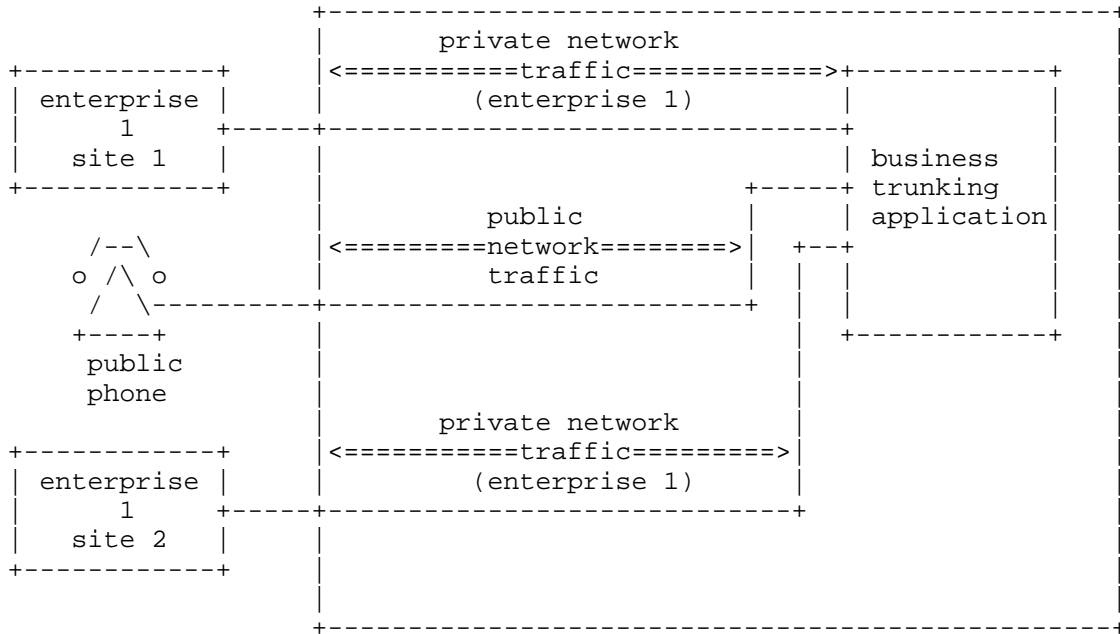 private network
traffic
(enterprise 1)
enterprise
1
site 1
business
trunking
application
public
network
traffic
o o
public
phone
private network
traffic
(enterprise 1)
enterprise
1
site 2